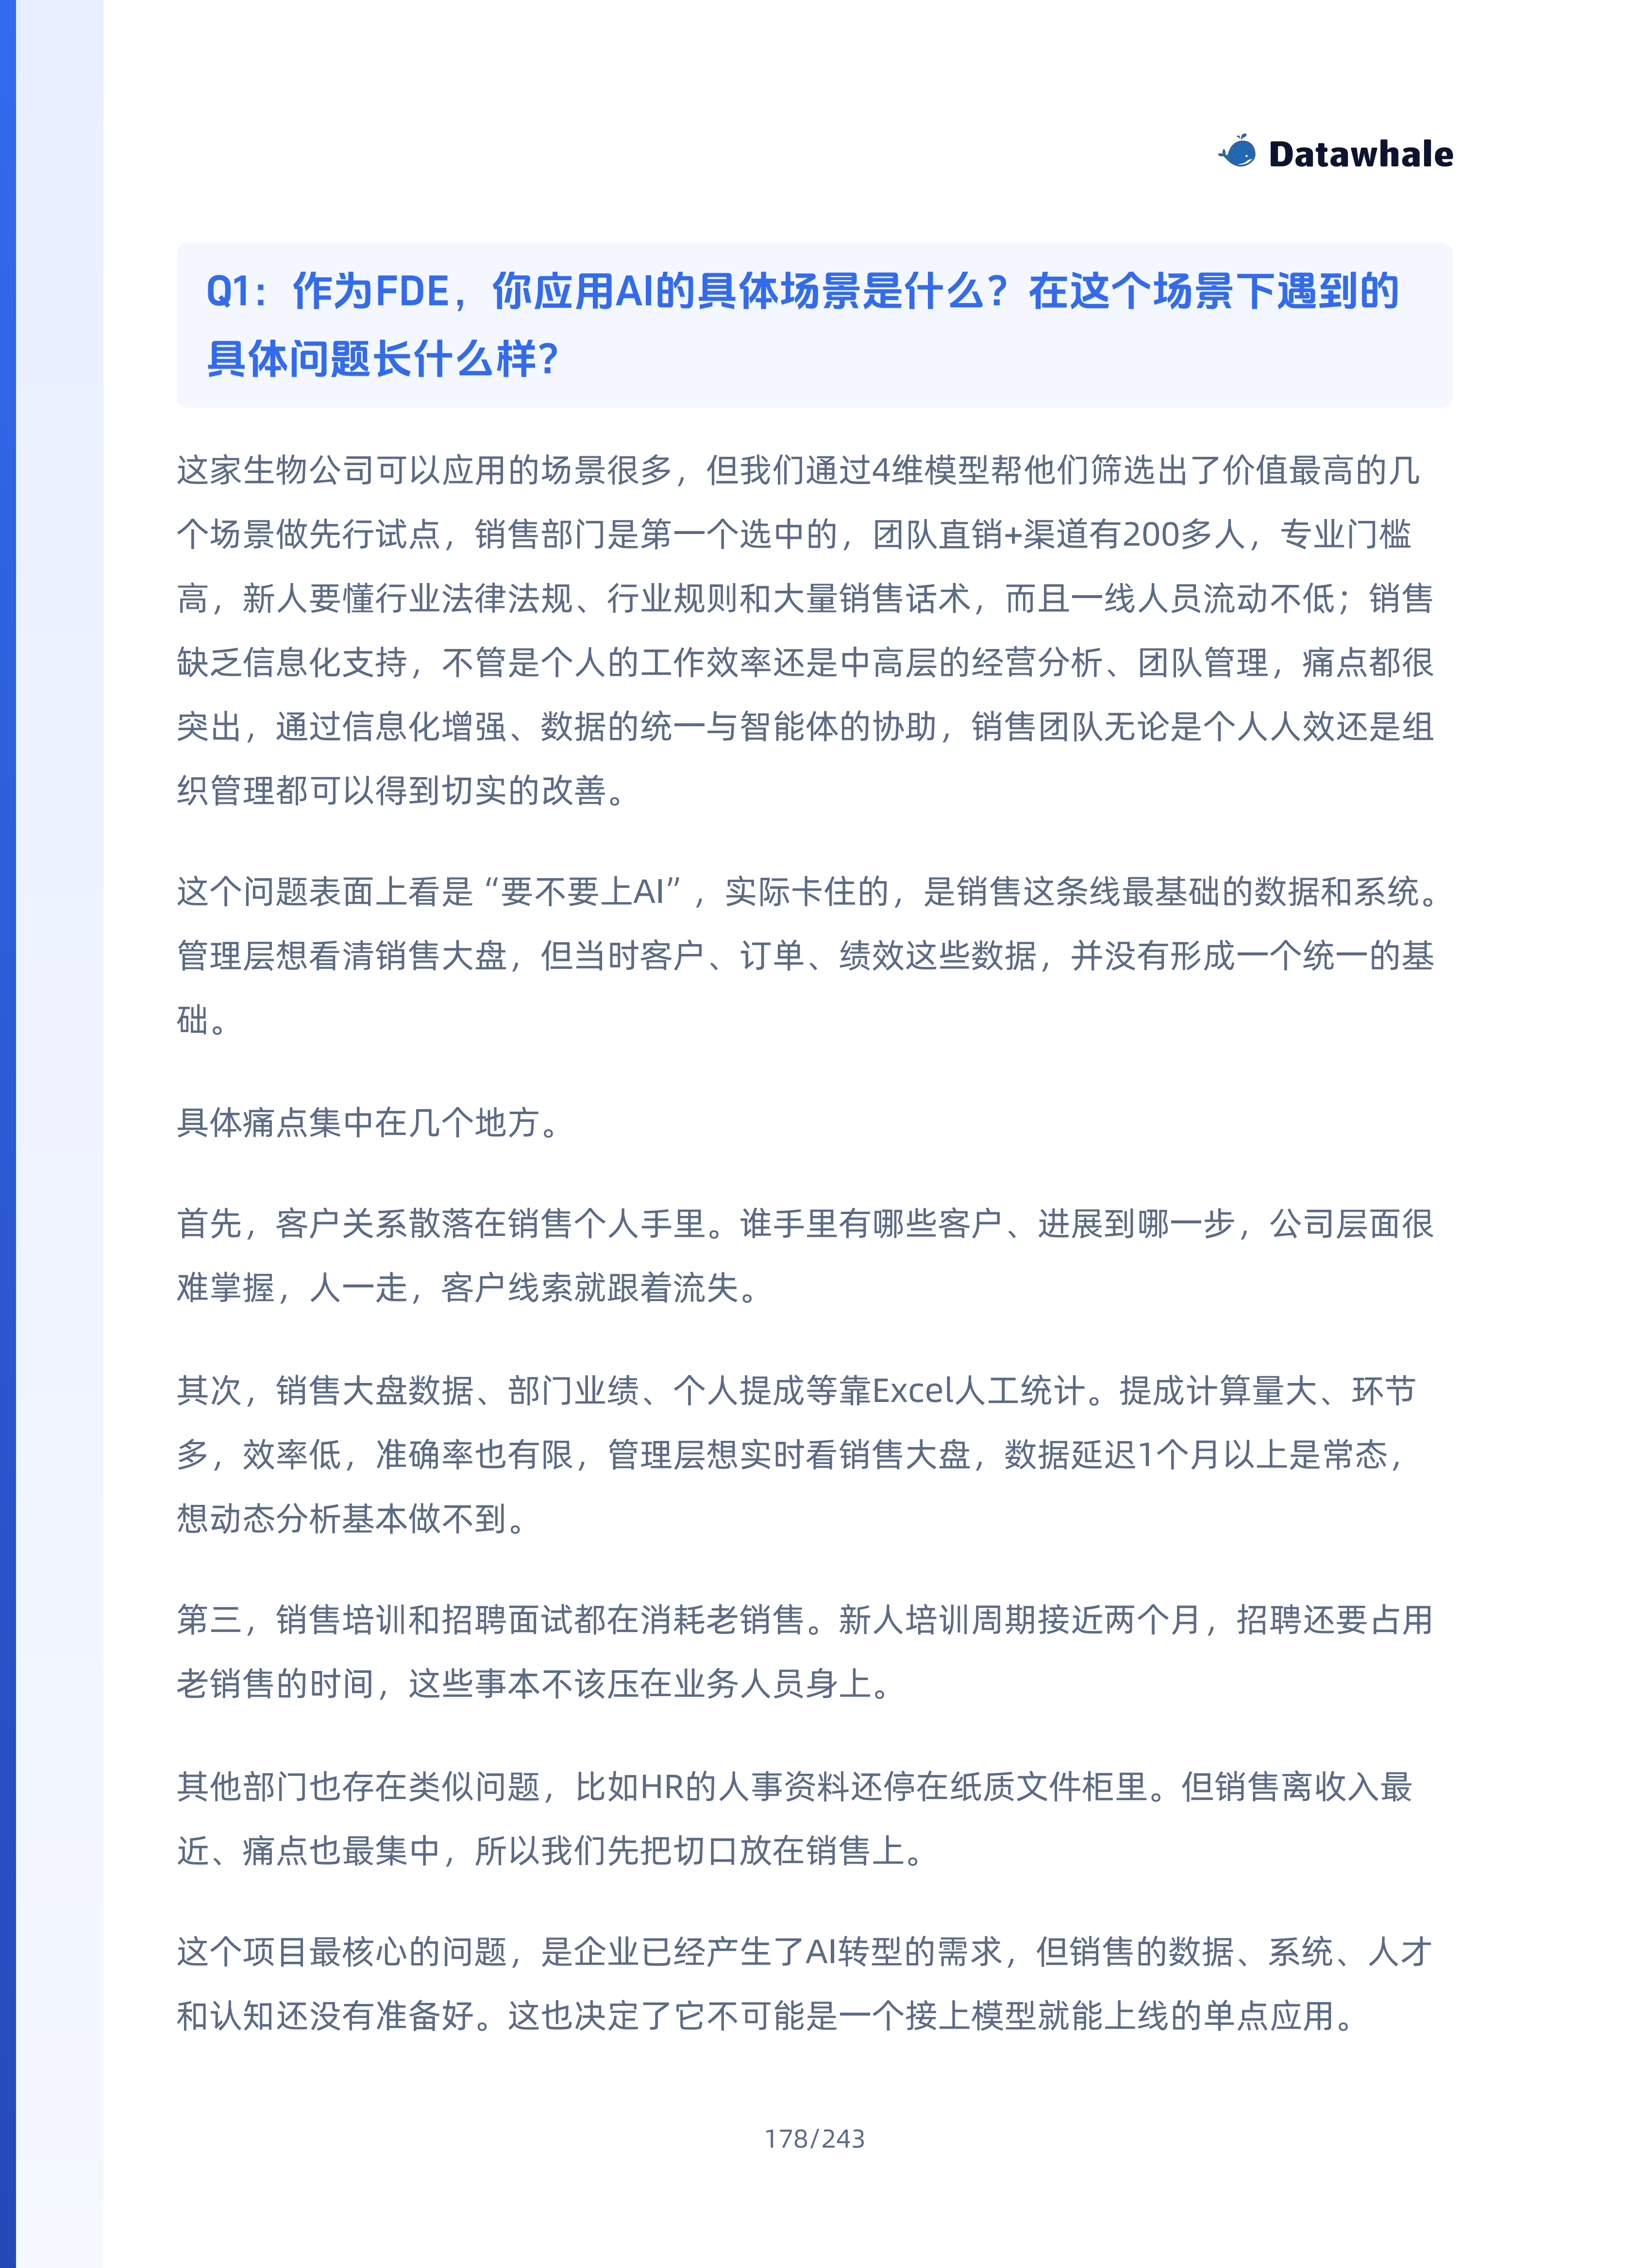 Datawhale
Q1：作为FDE，你应用AI的具体场景是什么？在这个场景下遇到的
具体问题长什么样？
这家生物公司可以应用的场景很多，但我们通过4维模型帮他们筛选出了价值最高的几
个场景做先行试点，销售部门是第一个选中的，团队直销+渠道有200多人，专业门槛
高，新人要懂行业法律法规、行业规则和大量销售话术，而且一线人员流动不低；销售
缺乏信息化支持，不管是个人的工作效率还是中高层的经营分析、团队管理，痛点都很
突出，通过信息化增强、数据的统一与智能体的协助，销售团队无论是个人人效还是组
织管理都可以得到切实的改善。
这个问题表面上看是“要不要上AI”，实际卡住的，是销售这条线最基础的数据和系统。
管理层想看清销售大盘，但当时客户、订单、绩效这些数据，并没有形成一个统一的基
础。
具体痛点集中在几个地方。
首先，客户关系散落在销售个人手里。谁手里有哪些客户、进展到哪一步，公司层面很
难掌握，人一走，客户线索就跟着流失。
其次，销售大盘数据、部门业绩、个人提成等靠Excel人工统计。提成计算量大、环节
多，效率低，准确率也有限，管理层想实时看销售大盘，数据延迟1个月以上是常态，
想动态分析基本做不到。
第三，销售培训和招聘面试都在消耗老销售。新人培训周期接近两个月，招聘还要占用
老销售的时间，这些事本不该压在业务人员身上。
其他部门也存在类似问题，比如HR的人事资料还停在纸质文件柜里。但销售离收入最
近、痛点也最集中，所以我们先把切口放在销售上。
这个项目最核心的问题，是企业已经产生了AI转型的需求，但销售的数据、系统、人才
和认知还没有准备好。这也决定了它不可能是一个接上模型就能上线的单点应用。
178/243